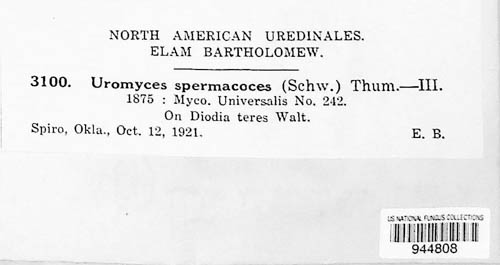 NORTH AMERICAN UREDINALES.
ELAM BARTHOLOMEW.
3100. Uromyces spermacoces (Schw.) Thum.—III.
1875 : Myco. Universalis No. 242.
On Diodia teres Walt.
Spiro, Okla., Oct. 12, 1921. E. B.
US NATIONAL FUNGUS COLLECTIONS
944808